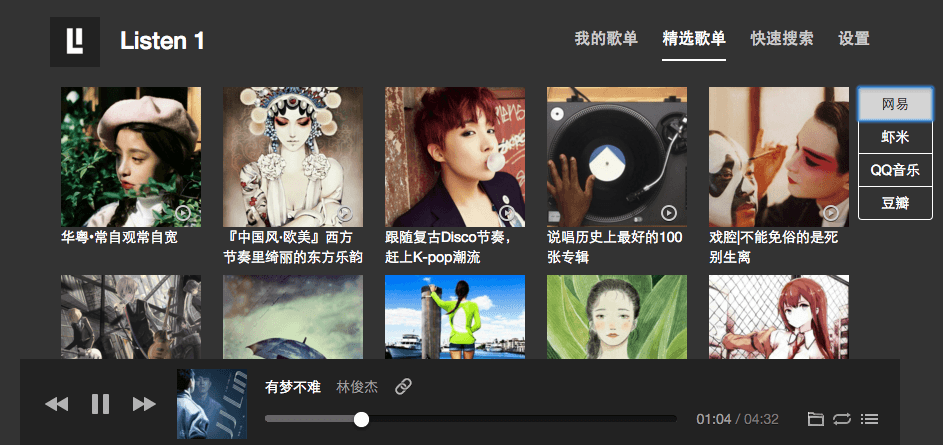 Listen 1
我的歌单
精选歌单
快速搜索
设置
网易
虾米
QQ音乐
豆瓣
华粤•常自观常自宽
『中国风·欧美』西方
节奏里绮丽的东方乐韵
跟随复古Disco节奏，
赶上K-pop潮流
说唱历史上最好的100
张专辑
戏腔|不能免俗的是死
别生离
JJ Lin
有梦不难 林俊杰
01:04 / 04:32